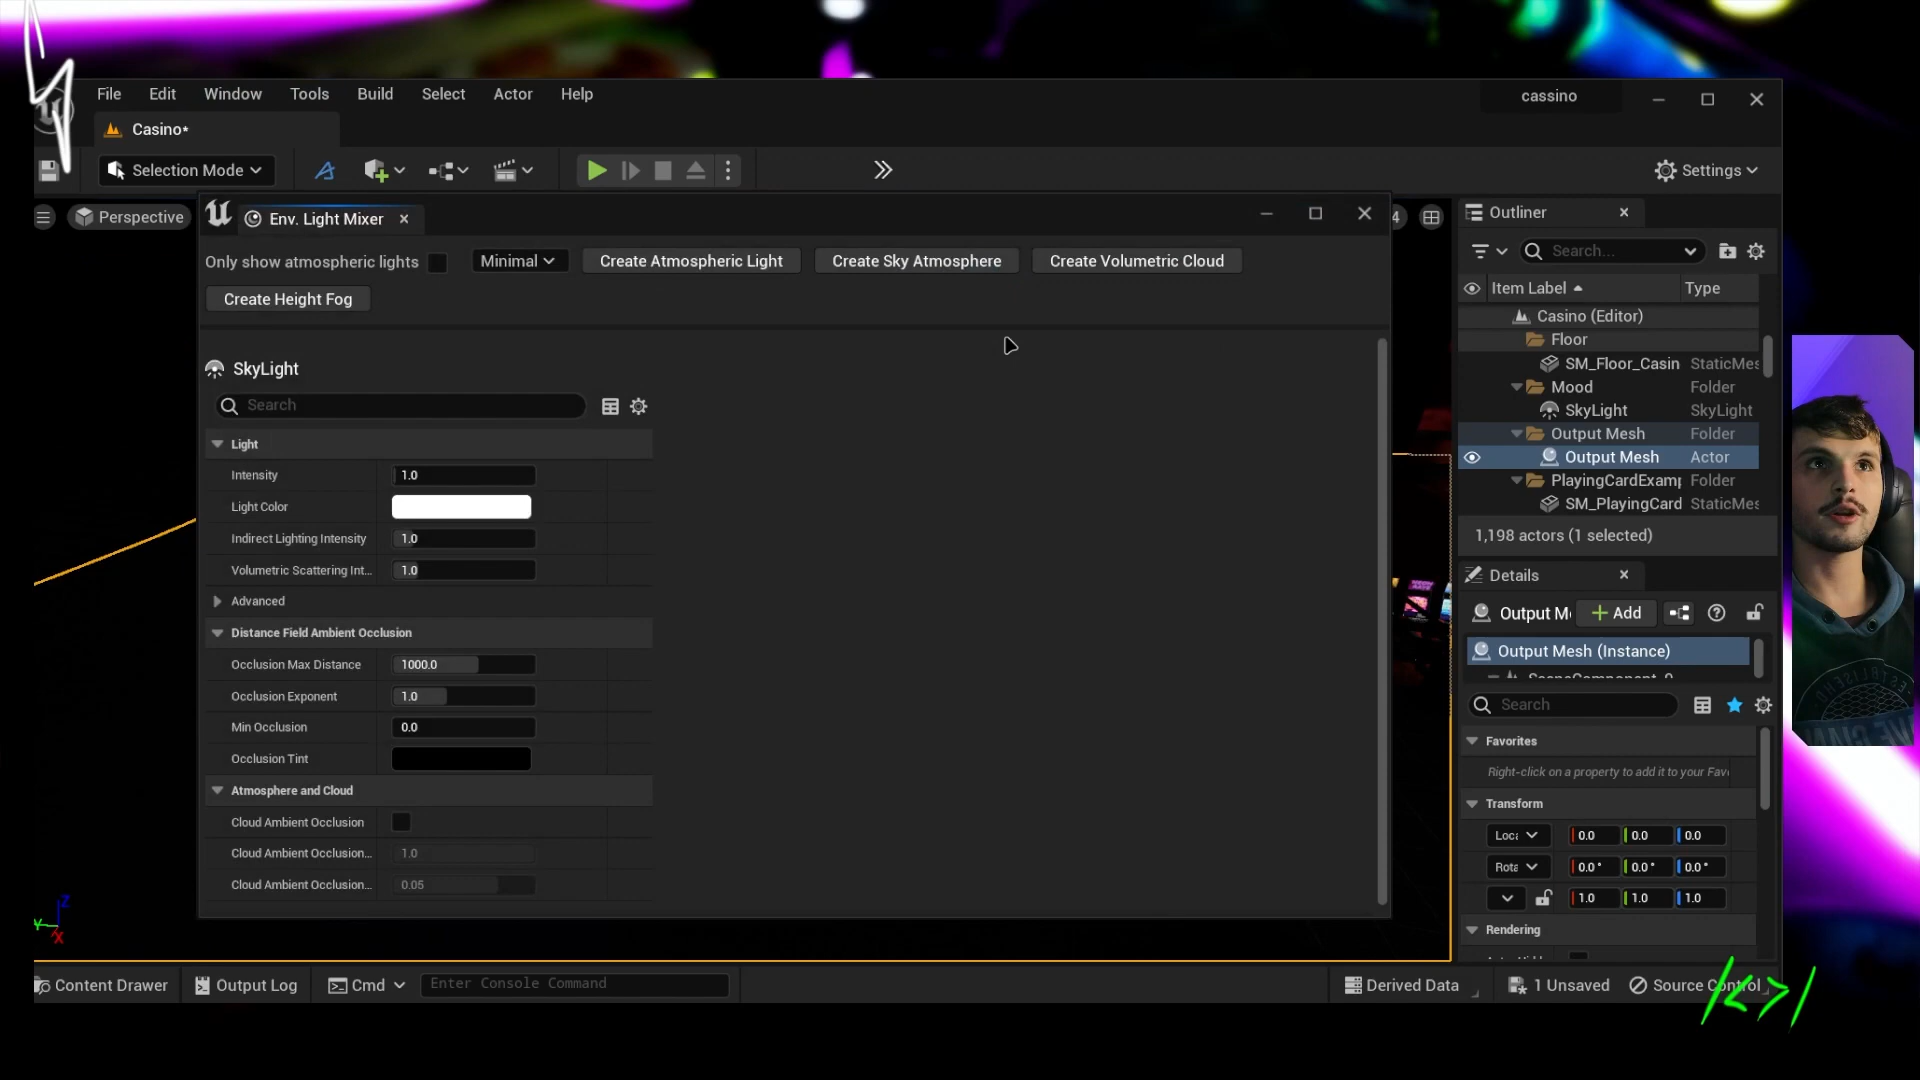 File Edit Window Tools Build Select Actor Help
cassino
Casino*
Selection Mode
Settings
Perspective
Env. Light Mixer
4
Outliner
Only show atmospheric lights
Minimal
Create Atmospheric Light
Create Sky Atmosphere
Create Volumetric Cloud
Search...
Create Height Fog
Item Label
Type
Casino (Editor)
Floor
SM_Floor_Casin StaticMes
Mood Folder
SkyLight SkyLight
Output Mesh Folder
Output Mesh Actor
PlayingCardExamp Folder
SM_PlayingCard StaticMes
1,198 actors (1 selected)
SkyLight
Search
Light
Intensity 1.0
Light Color
Indirect Lighting Intensity 1.0
Volumetric Scattering Int... 1.0
Advanced
Distance Field Ambient Occlusion
Occlusion Max Distance 1000.0
Occlusion Exponent 1.0
Min Occlusion 0.0
Occlusion Tint
Atmosphere and Cloud
Cloud Ambient Occlusion
Cloud Ambient Occlusion... 1.0
Cloud Ambient Occlusion... 0.05
Details
Output M Add
Output Mesh (Instance)
Search
Favorites
Right-click on a property to add it to your Fav
Transform
Loca 0.0 0.0 0.0
Rota 0.0° 0.0° 0.0°
1.0 1.0 1.0
Rendering
Z
Y
X
Content Drawer
Output Log
Cmd
Enter Console Command
Derived Data
1 Unsaved
Source Control